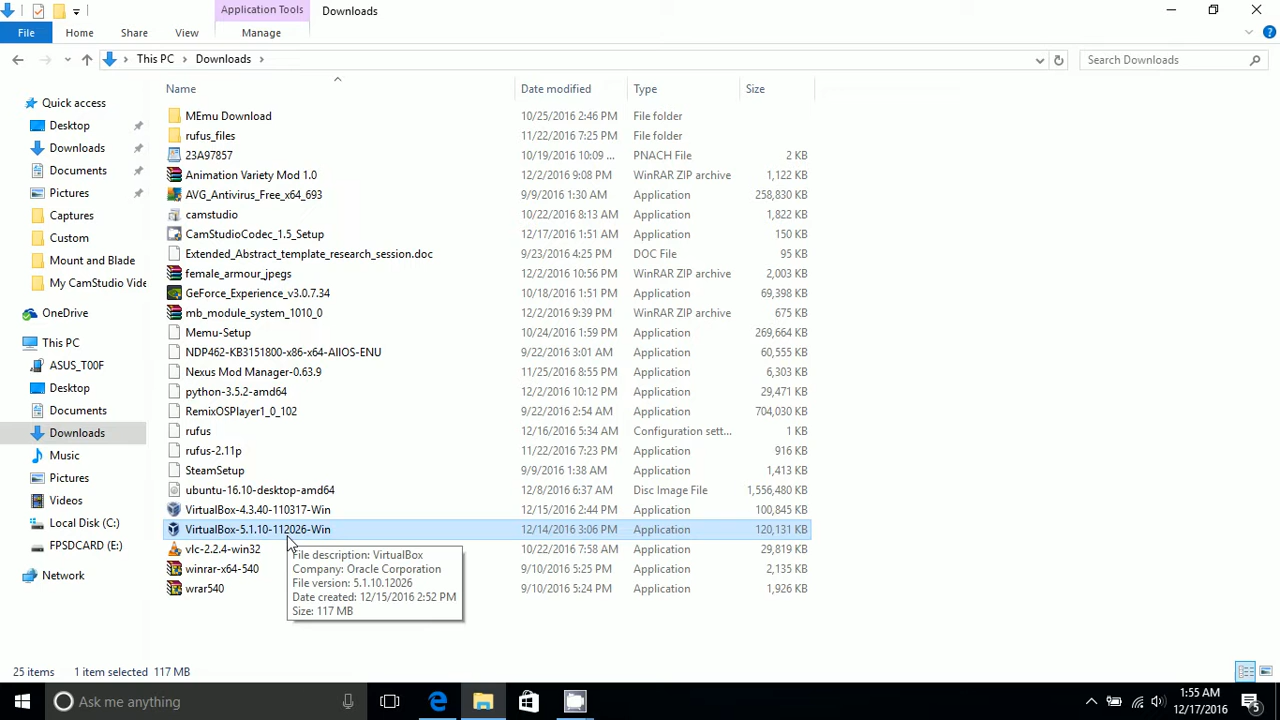 Application Tools Downloads
File Home Share View Manage
This PC Downloads Search Downloads
Name Date modified Type Size
Quick access
Desktop
Downloads
Documents
Pictures
Captures
Custom
Mount and Blade
My CamStudio Vide
OneDrive
This PC
ASUS_T00F
Desktop
Documents
Downloads
Music
Pictures
Videos
Local Disk (C:)
FPSDCARD (E:)
Network
MEmu Download 10/25/2016 2:46 PM File folder
rufus_files 11/22/2016 7:25 PM File folder
23A97857 10/19/2016 10:09 ... PNACH File 2 KB
Animation Variety Mod 1.0 12/2/2016 9:08 PM WinRAR ZIP archive 1,122 KB
AVG_Antivirus_Free_x64_693 9/9/2016 1:30 AM Application 258,830 KB
camstudio 10/22/2016 8:13 AM Application 1,822 KB
CamStudioCodec_1.5_Setup 12/17/2016 1:51 AM Application 150 KB
Extended_Abstract_template_research_session.doc 9/23/2016 4:25 PM DOC File 95 KB
female_armour_jpegs 12/2/2016 10:56 PM WinRAR ZIP archive 2,003 KB
GeForce_Experience_v3.0.7.34 10/18/2016 1:51 PM Application 69,398 KB
mb_module_system_1010_0 12/2/2016 9:39 PM WinRAR ZIP archive 675 KB
Memu-Setup 10/24/2016 1:59 PM Application 269,664 KB
NDP462-KB3151800-x86-x64-AllOS-ENU 9/22/2016 3:01 AM Application 60,555 KB
Nexus Mod Manager-0.63.9 11/25/2016 8:55 PM Application 6,303 KB
python-3.5.2-amd64 12/2/2016 10:12 PM Application 29,471 KB
RemixOSPlayer1_0_102 9/22/2016 2:54 AM Application 704,030 KB
rufus 12/16/2016 5:34 AM Configuration sett... 1 KB
rufus-2.11p 11/22/2016 7:23 PM Application 916 KB
SteamSetup 9/9/2016 1:38 AM Application 1,413 KB
ubuntu-16.10-desktop-amd64 12/8/2016 6:37 AM Disc Image File 1,556,480 KB
VirtualBox-4.3.40-110317-Win 12/15/2016 2:44 PM Application 100,845 KB
VirtualBox-5.1.10-112026-Win 12/14/2016 3:06 PM Application 120,131 KB
vlc-2.2.4-win32 10/22/2016 7:58 AM Application 29,819 KB
winrar-x64-540 9/10/2016 5:25 PM Application 2,135 KB
wrar540 9/10/2016 5:24 PM Application 1,926 KB
File description: VirtualBox
Company: Oracle Corporation
File version: 5.1.10.12026
Date created: 12/15/2016 2:52 PM
Size: 117 MB
25 items 1 item selected 117 MB
Ask me anything
1:55 AM
12/17/2016
5